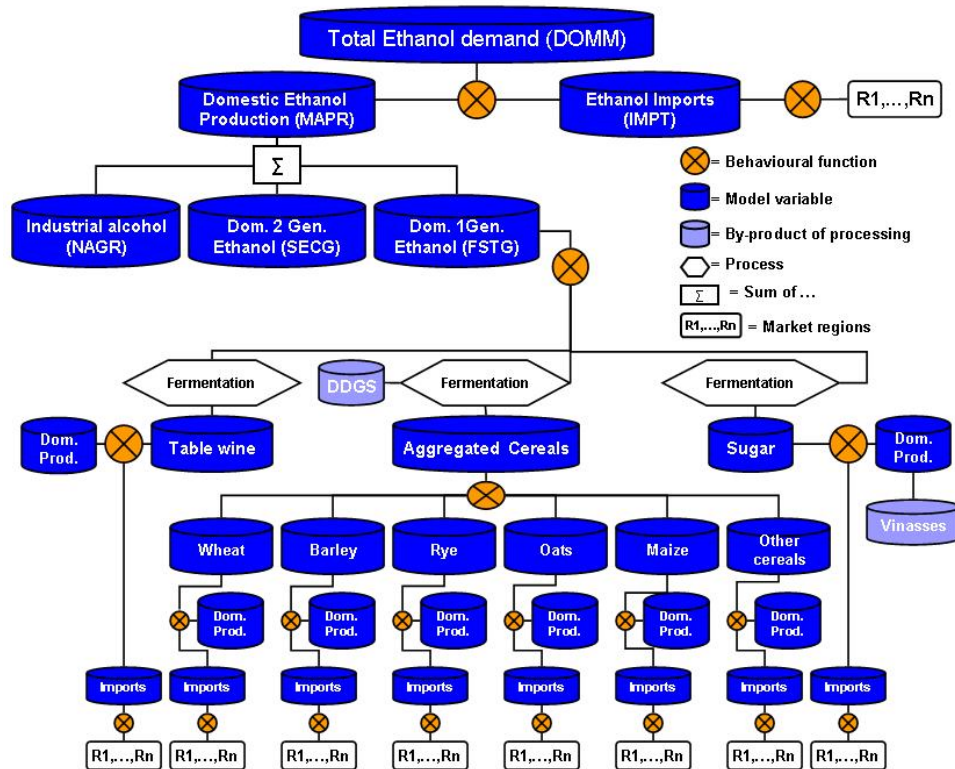 Total Ethanol demand (DOMM)
Domestic Ethanol
Production (MAPR)
Ethanol Imports
(IMPT)
R1,...,Rn
Σ
= Behavioural function
= Model variable
= By-product of processing
= Process
Σ = Sum of ...
R1,...,Rn = Market regions
Industrial alcohol
(NAGR)
Dom. 2 Gen.
Ethanol (SECG)
Dom. 1Gen.
Ethanol (FSTG)
Fermentation
DDGS
Fermentation
Fermentation
Dom.
Prod.
Table wine
Aggregated Cereals
Sugar
Dom.
Prod.
Vinasses
Wheat
Barley
Rye
Oats
Maize
Other
cereals
Dom.
Prod.
Dom.
Prod.
Dom.
Prod.
Dom.
Prod.
Dom.
Prod.
Dom.
Prod.
Imports
Imports
Imports
Imports
Imports
Imports
Imports
Imports
R1,...,Rn
R1,...,Rn
R1,...,Rn
R1,...,Rn
R1,...,Rn
R1,...,Rn
R1,...,Rn
R1,...,Rn